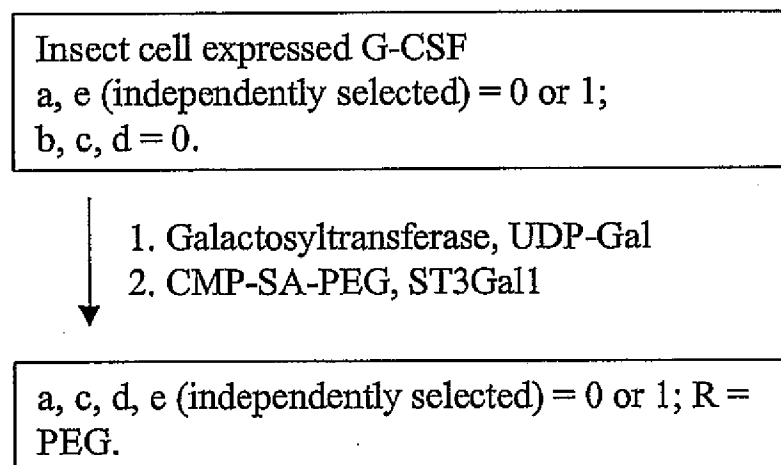 Insect cell expressed G-CSF
a, e (independently selected) = 0 or 1;
b, c, d = 0.
1. Galactosyltransferase, UDP-Gal
2. CMP-SA-PEG, ST3Gal1
a, c, d, e (independently selected) = 0 or 1; R =
PEG.